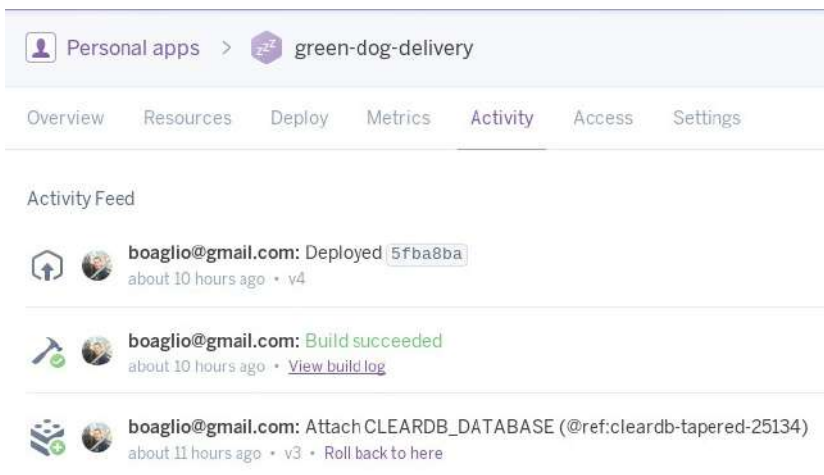 Personal apps > zzZ green-dog-delivery
Overview Resources Deploy Metrics Activity Access Settings
Activity Feed
boaglio@gmail.com: Deployed 5fba8ba
about 10 hours ago • v4
boaglio@gmail.com: Build succeeded
about 10 hours ago • View build log
boaglio@gmail.com: Attach CLEARDB_DATABASE (@ref:cleardb-tapered-25134)
about 11 hours ago • v3 • Roll back to here